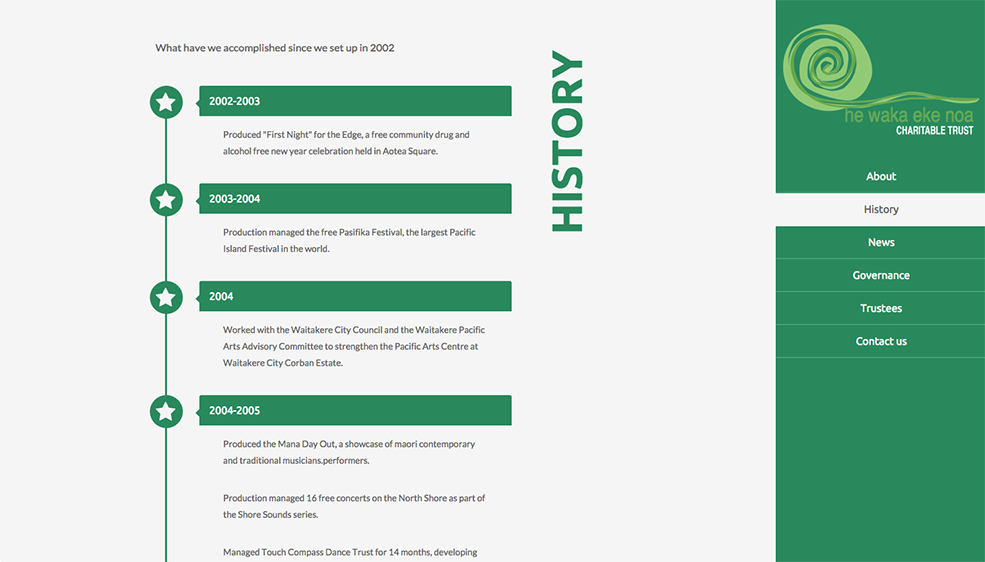 What have we accomplished since we set up in 2002
2002-2003
Produced "First Night" for the Edge, a free community drug and
alcohol free new year celebration held in Aotea Square.
2003-2004
Production managed the free Pasifika Festival, the largest Pacific
Island Festival in the world.
2004
Worked with the Waitakere City Council and the Waitakere Pacific
Arts Advisory Committee to strengthen the Pacific Arts Centre at
Waitakere City Corban Estate.
2004-2005
Produced the Mana Day Out, a showcase of maori contemporary
and traditional musicians.performers.
Production managed 16 free concerts on the North Shore as part of
the Shore Sounds series.
Managed Touch Compass Dance Trust for 14 months, developing
HISTORY
he waka eke noa
CHARITABLE TRUST
About
History
News
Governance
Trustees
Contact us